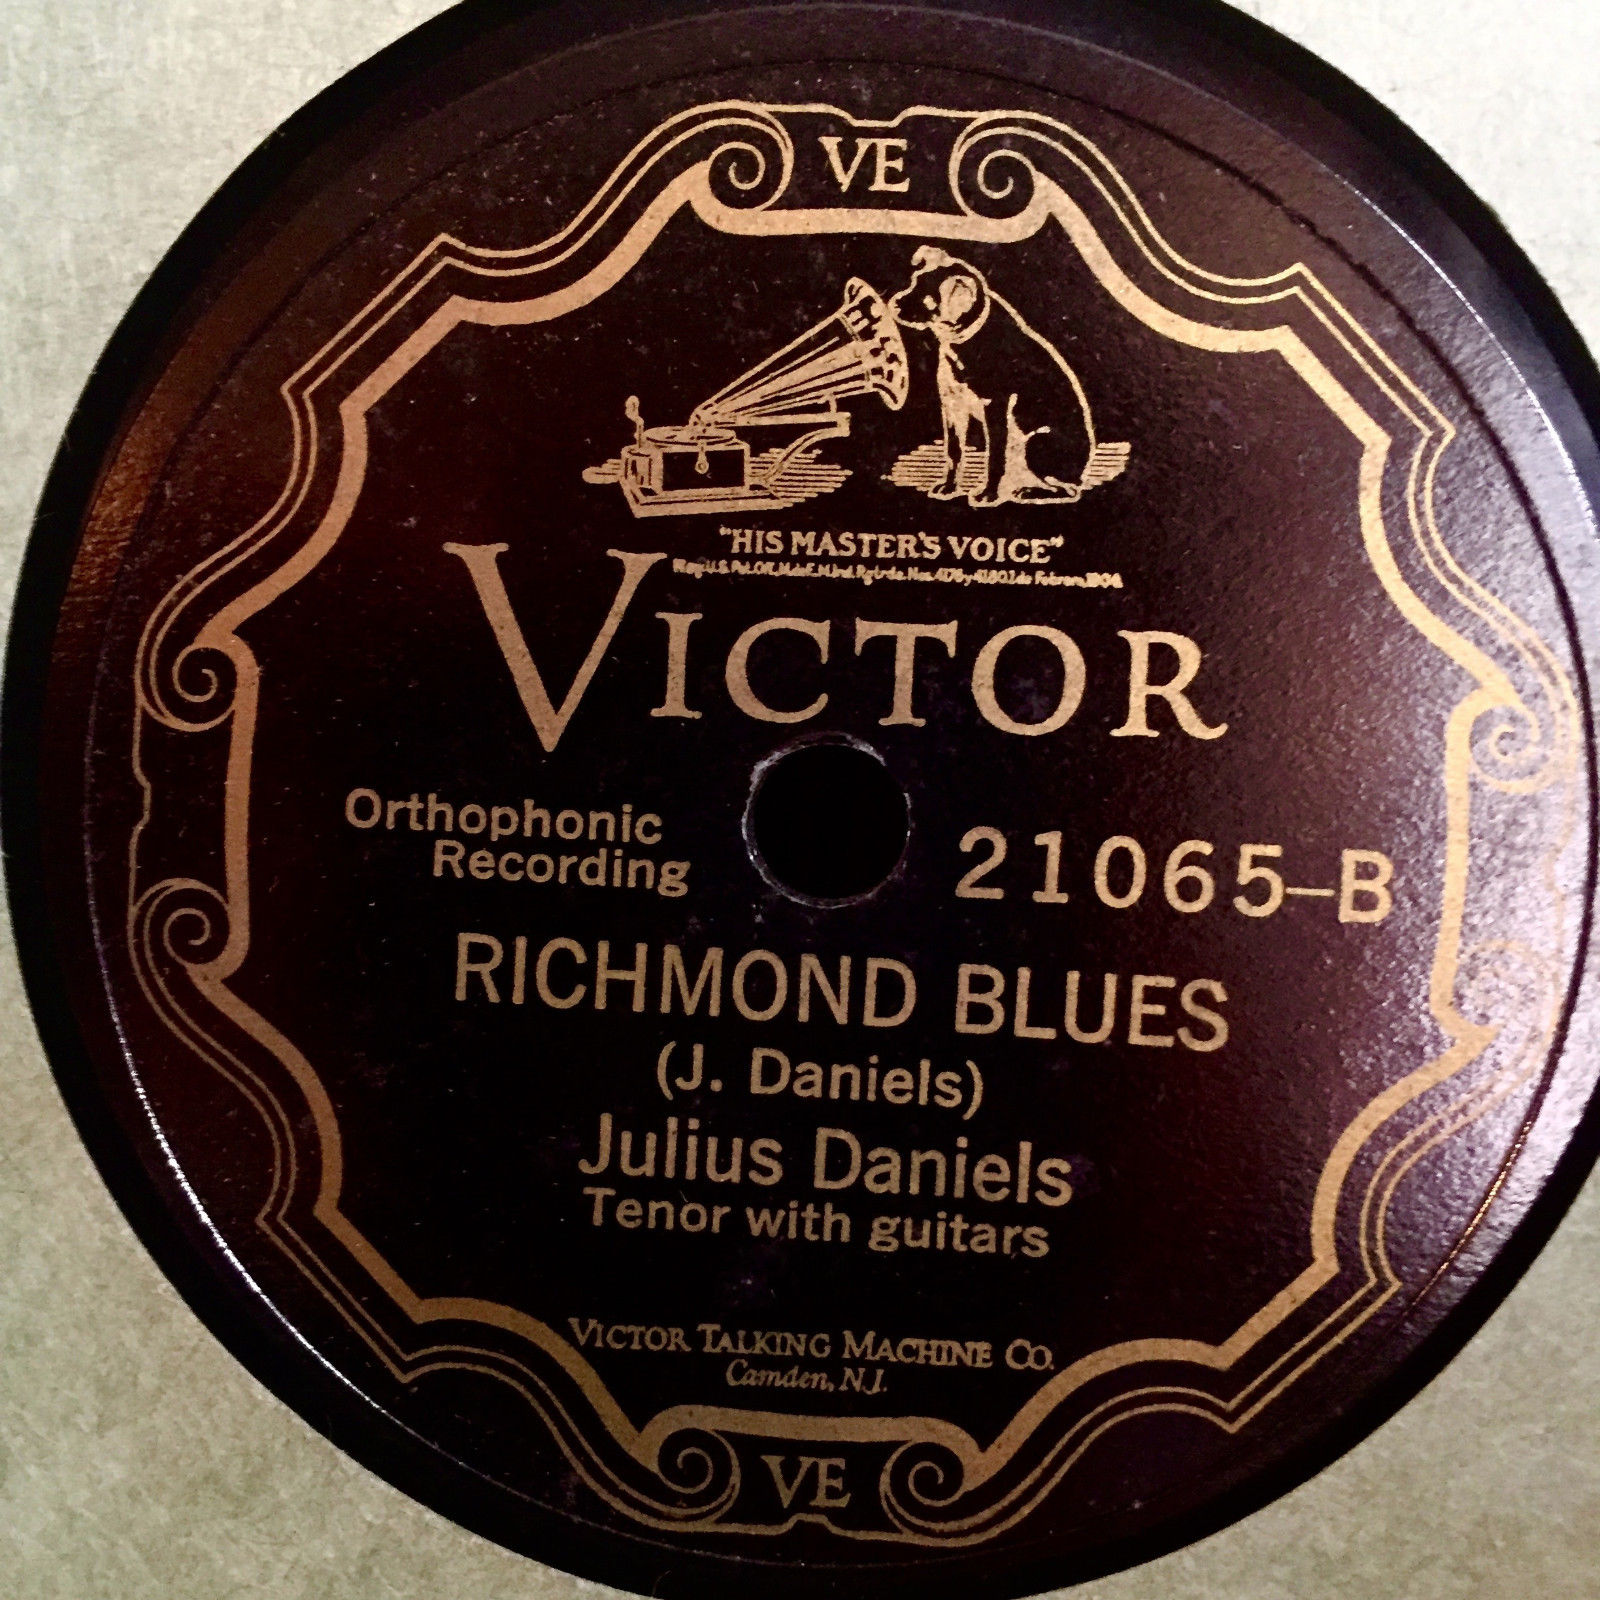 VE
"HIS MASTER'S VOICE"
VICTOR
Orthophonic
Recording
21065-B
RICHMOND BLUES
(J. Daniels)
Julius Daniels
Tenor with guitars
VICTOR TALKING MACHINE CO.
Camden, N.J.
VE